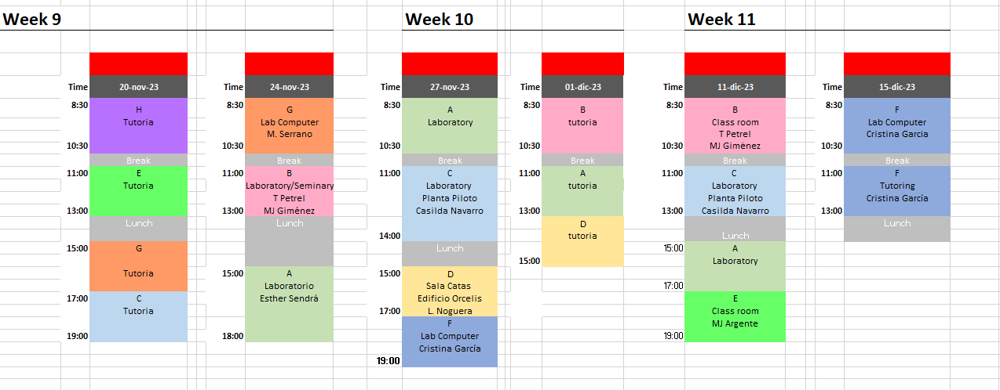 Week 9
Week 10
Week 11
Time
20-nov-23
8:30
H
Tutoria
10:30
Break
11:00
E
Tutoria
13:00
Lunch
15:00
G
Tutoria
17:00
C
Tutoria
19:00
Time
24-nov-23
8:30
G
Lab Computer
M. Serrano
10:30
Break
11:00
B
Laboratory/Seminary
T Petrel
13:00
MJ Giménez
Lunch
15:00
A
Laboratorio
Esther Sendrá
18:00
Time
27-nov-23
8:30
A
Laboratory
10:30
Break
11:00
C
Laboratory
Planta Piloto
13:00
Casilda Navarro
14:00
Lunch
15:00
D
Sala Catas
Edificio Orcelis
17:00
L. Noguera
F
Lab Computer
Cristina García
19:00
Time
01-dic-23
8:30
B
tutoria
10:30
Break
11:00
A
tutoria
13:00
D
tutoria
15:00
Time
11-dic-23
8:30
B
Class room
T Petrel
10:30
MJ Gimènez
Break
11:00
C
Laboratory
Planta Piloto
13:00
Casilda Navarro
Lunch
15:00
A
Laboratory
17:00
E
Class room
MJ Argente
19:00
Time
15-dic-23
8:30
F
Lab Computer
Cristina Garcia
10:30
Break
11:00
F
Tutoring
Cristina García
13:00
Lunch